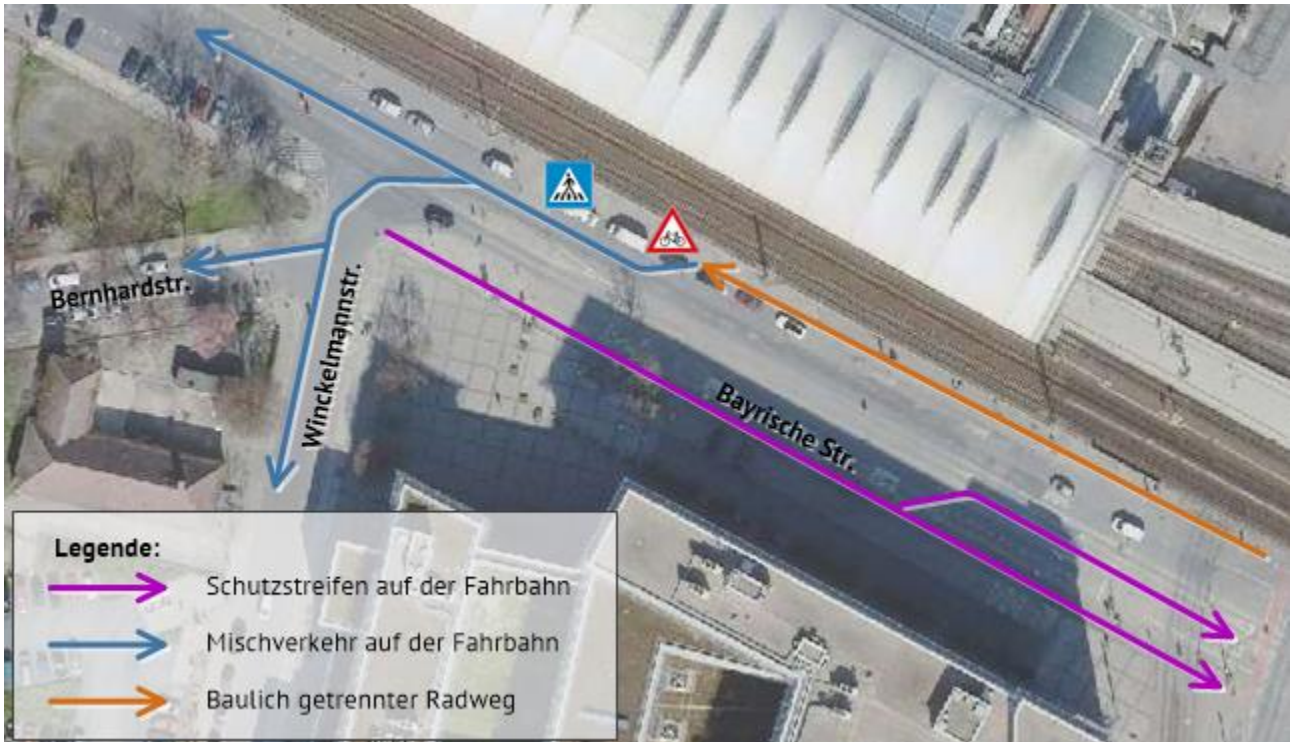 Bernhardstr.
Winckelmannstr.
Bayrische Str.
Legende:
Schutzstreifen auf der Fahrbahn
Mischverkehr auf der Fahrbahn
Baulich getrennter Radweg